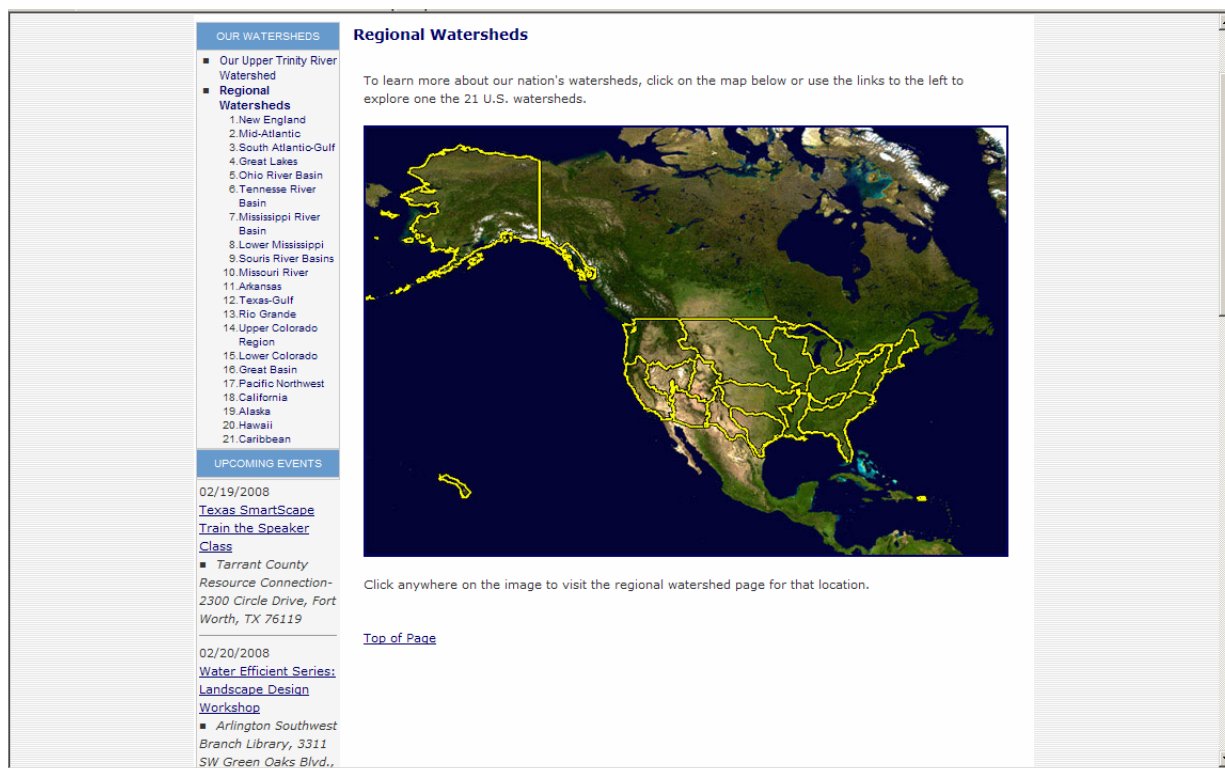 OUR WATERSHEDS
■ Our Upper Trinity River
Watershed
■ Regional
Watersheds
1.New England
2.Mid-Atlantic
3.South Atlantic-Gulf
4.Great Lakes
5.Ohio River Basin
6.Tennesse River
Basin
7.Mississippi River
Basin
8.Lower Mississippi
9.Souris River Basins
10.Missouri River
11.Arkansas
12.Texas-Gulf
13.Rio Grande
14.Upper Colorado
Region
15.Lower Colorado
16.Great Basin
17.Pacific Northwest
18.California
19.Alaska
20.Hawaii
21.Caribbean
UPCOMING EVENTS
02/19/2008
Texas SmartScape
Train the Speaker
Class
■ Tarrant County
Resource Connection-
2300 Circle Drive, Fort
Worth, TX 76119
02/20/2008
Water Efficient Series:
Landscape Design
Workshop
■ Arlington Southwest
Branch Library, 3311
SW Green Oaks Blvd.,
Regional Watersheds
To learn more about our nation's watersheds, click on the map below or use the links to the left to
explore one the 21 U.S. watersheds.
Click anywhere on the image to visit the regional watershed page for that location.
Top of Page